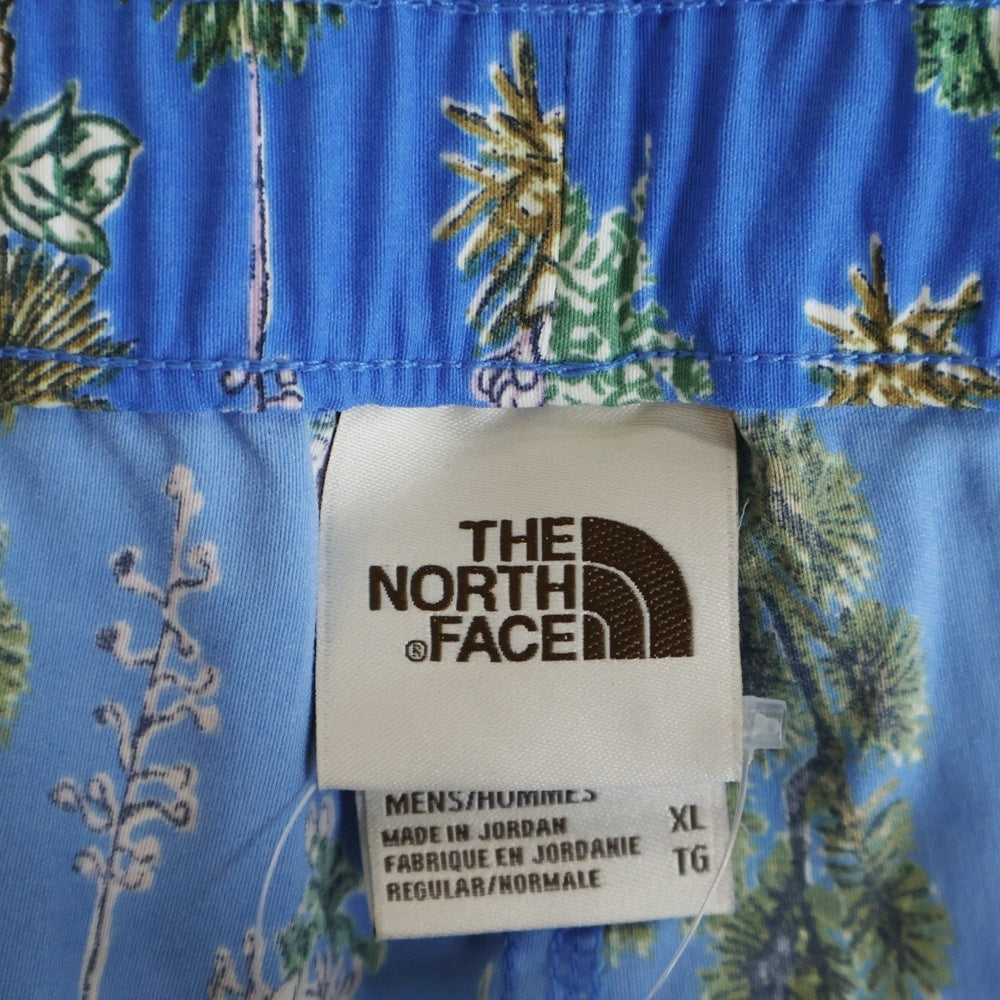 THE
NORTH
®FACE
MENS/HOMMES
MADE IN JORDAN
FABRIQUE EN JORDANIE
REGULAR/NORMALE
XL
TG